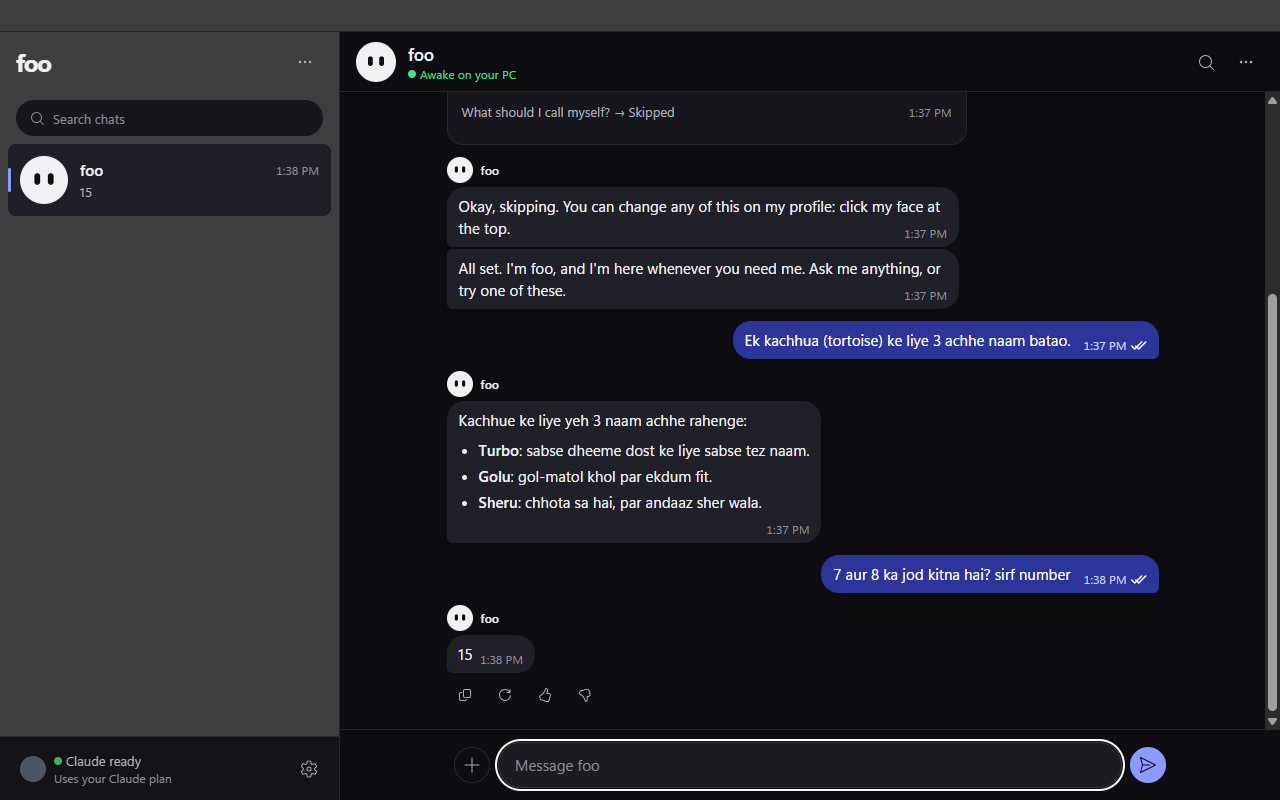 foo
...
Search chats
foo
1:38 PM
15
Claude ready
Uses your Claude plan
foo
Awake on your PC
...
What should I call myself? → Skipped
1:37 PM
foo
Okay, skipping. You can change any of this on my profile: click my face at
the top.
1:37 PM
All set. I'm foo, and I'm here whenever you need me. Ask me anything, or
try one of these.
1:37 PM
Ek kachhua (tortoise) ke liye 3 achhe naam batao.
1:37 PM
foo
Kachhue ke liye yeh 3 naam achhe rahenge:
• Turbo: sabse dheeme dost ke liye sabse tez naam.
• Golu: gol-matol khol par ekdum fit.
• Sheru: chhota sa hai, par andaaz sher wala.
1:37 PM
7 aur 8 ka jod kitna hai? sirf number
1:38 PM
foo
15
1:38 PM
Message foo